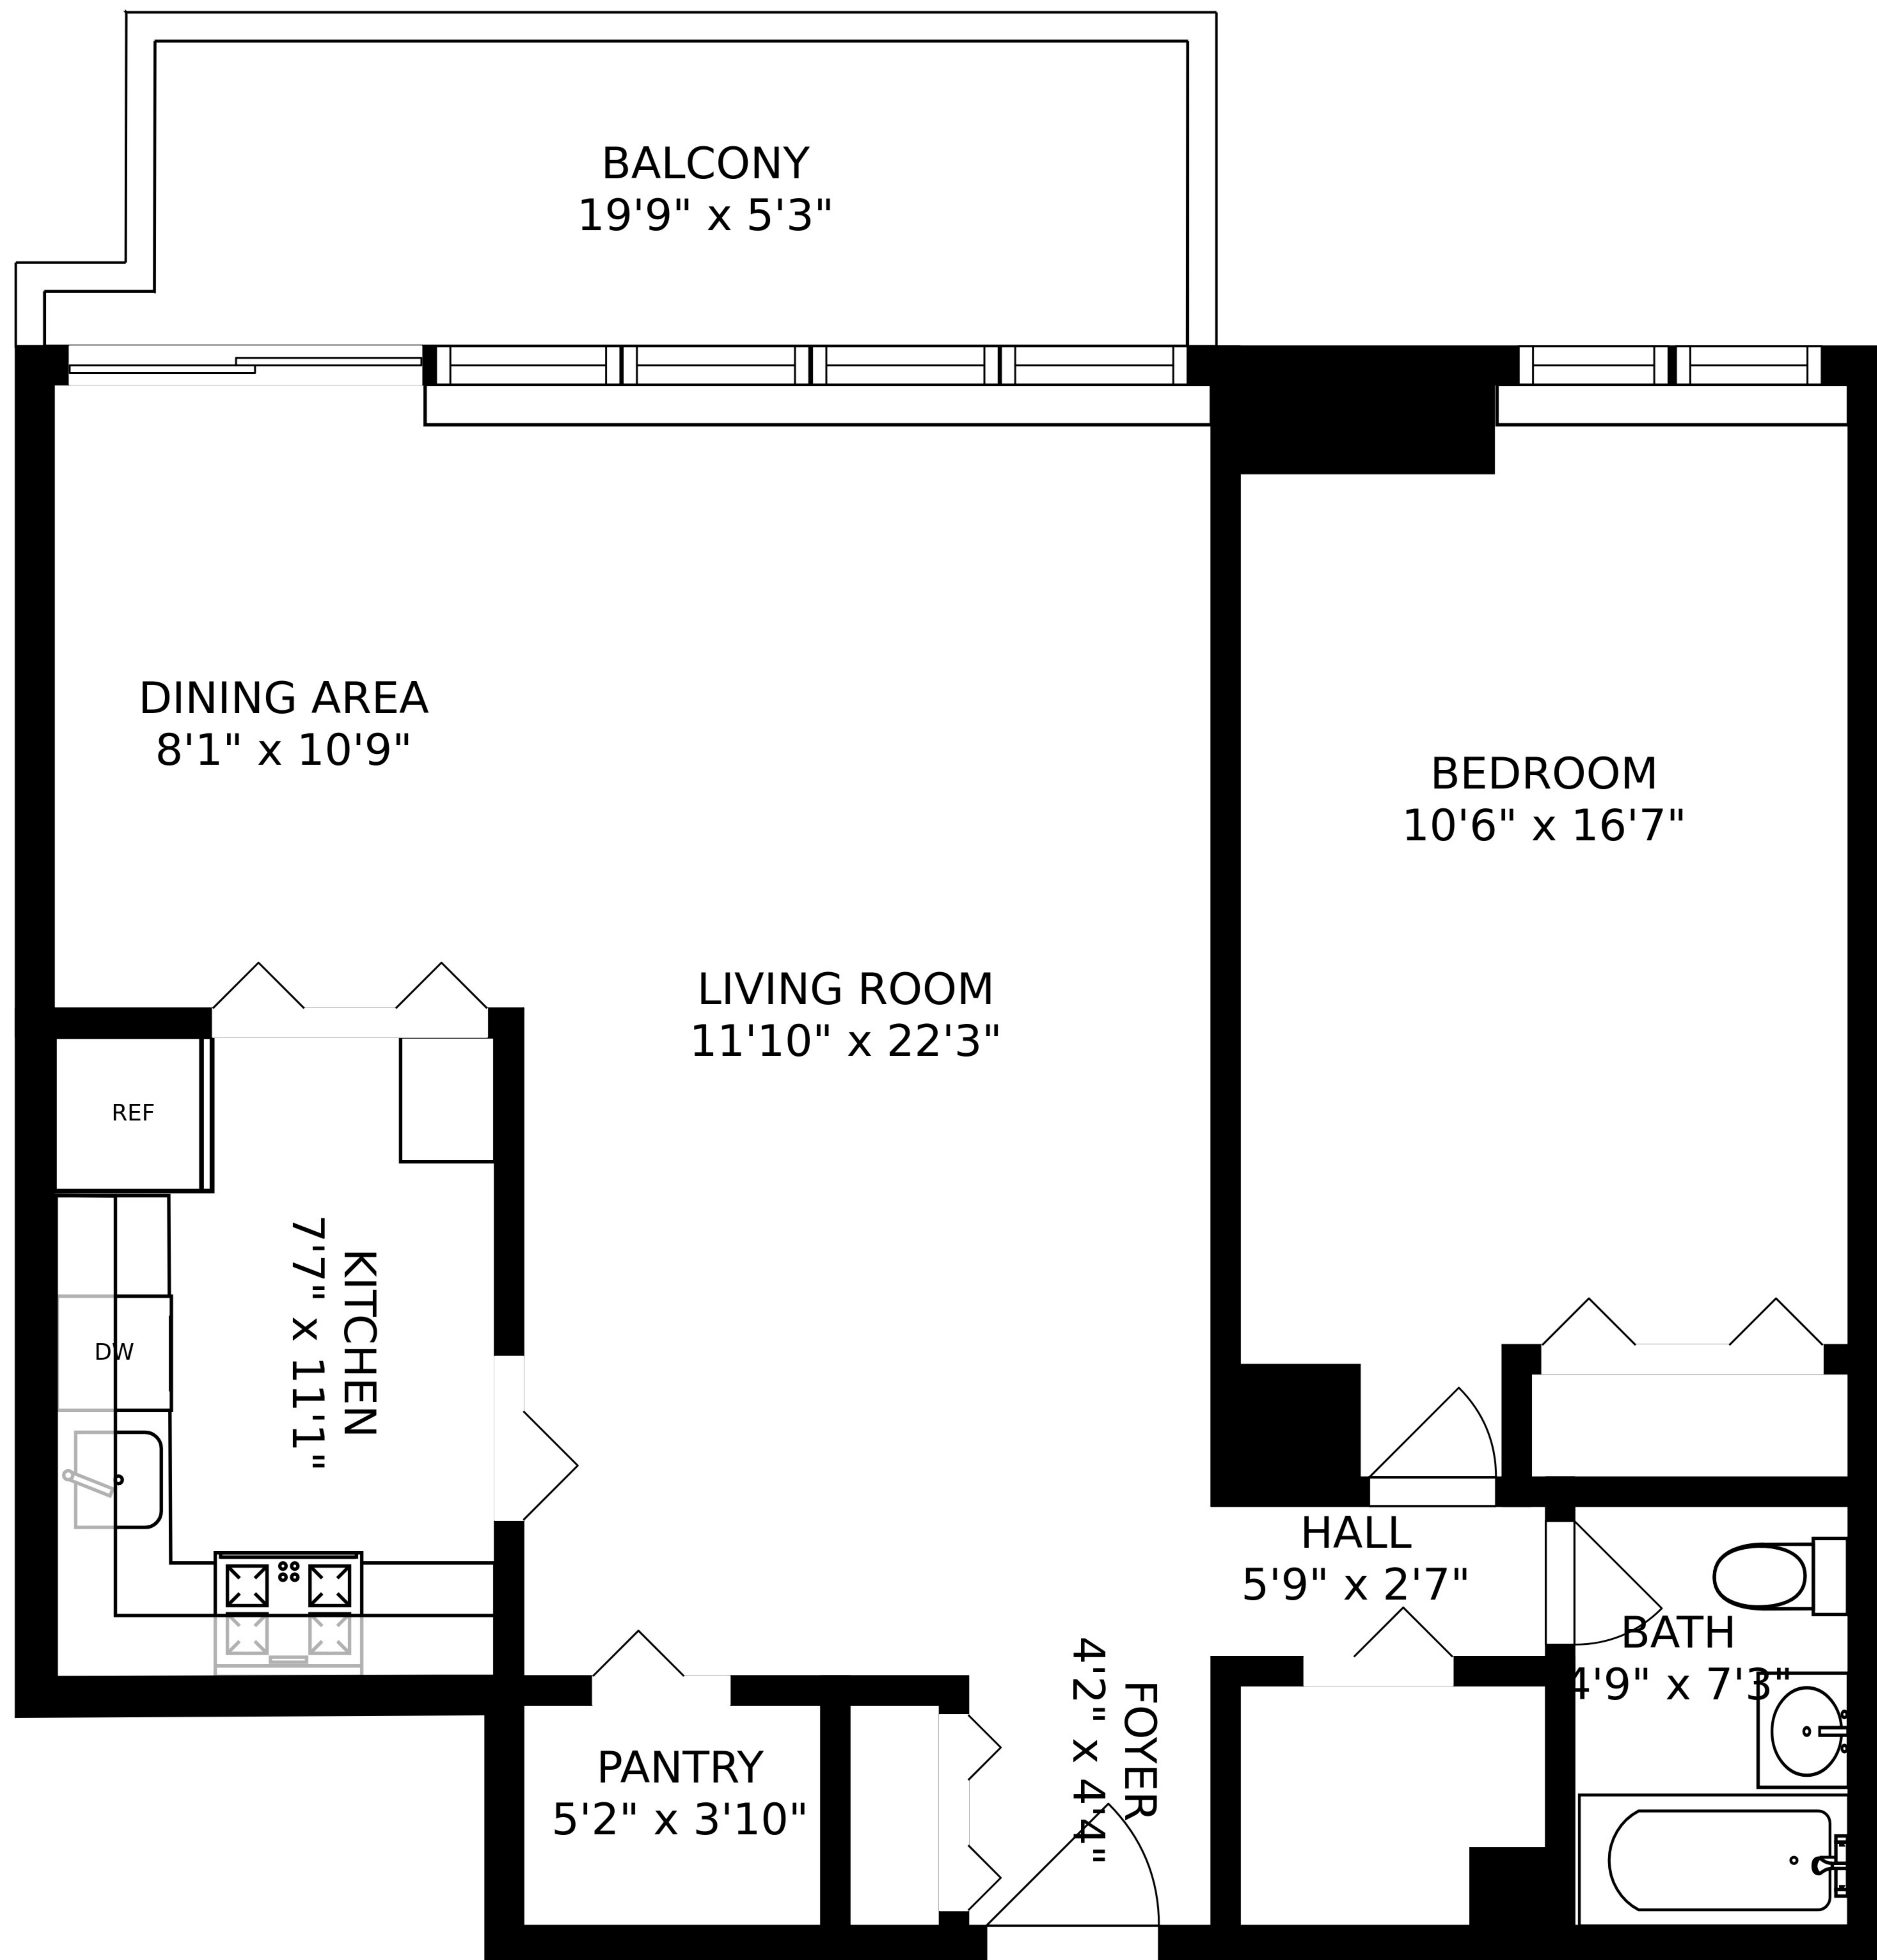 BALCONY
19'9" x 5'3"
DINING AREA
8'1" x 10'9"
BEDROOM
10'6" x 16'7"
LIVING ROOM
11'10" x 22'3"
REF
KITCHEN
7'7" x 11'1"
DW
HALL
5'9" x 2'7"
BATH
4'9" x 7'3"
FOYER
4'2" x 4'4"
PANTRY
5'2" x 3'10"